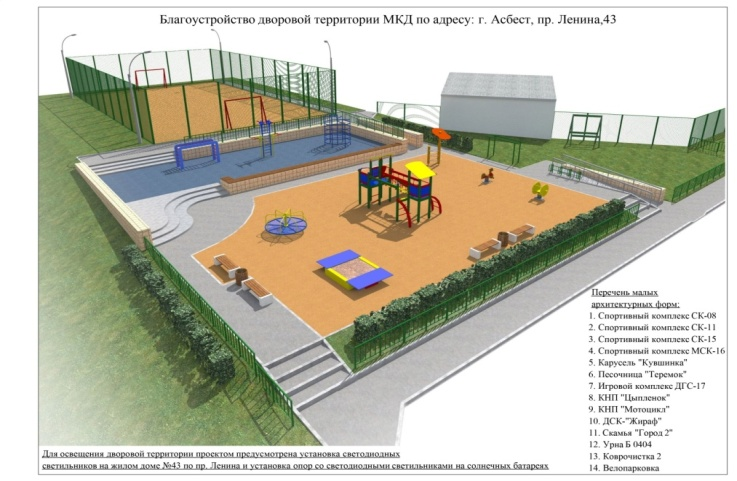 Благоустройство дворовой территории МКД по адресу: г. Асбест, пр. Ленина,43
Перечень малых
архитектурных форм:
1. Спортивный комплекс СК-08
2. Спортивный комплекс СК-11
3. Спортивный комплекс СК-15
4. Спортивный комплекс МСК-16
5. Карусель "Кувшинка"
6. Песочница "Теремок"
7. Игровой комплекс ДГС-17
8. КНП "Цыпленок"
9. КНП "Мотоцикл"
10. ДСК-"Жираф"
11. Скамья "Город 2"
12. Урна Б 0404
13. Коврочистка 2
14. Велопарковка
Для освещения дворовой территории проектом предусмотрена установка светодиодных
светильников на жилом доме №43 по пр. Ленина и установка опор со светодиодными светильниками на солнечных батареях